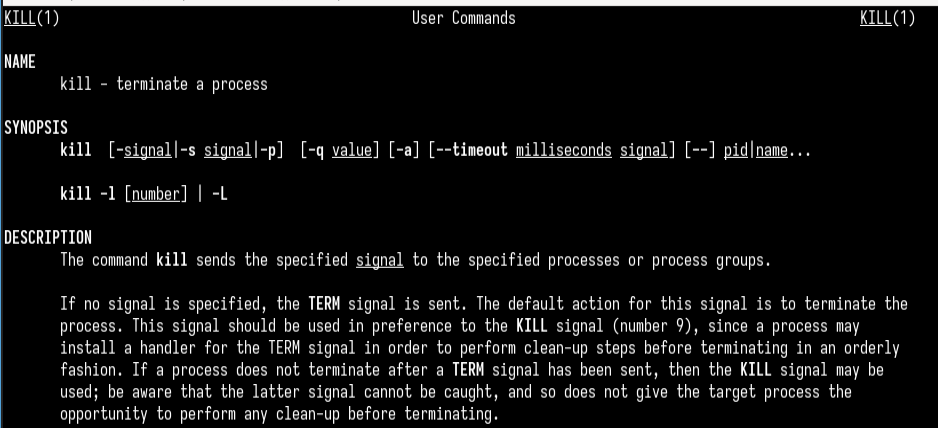 KILL(1) User Commands KILL(1)
NAME
kill - terminate a process
SYNOPSIS
kill [-signal|-s signal|-p] [-q value] [-a] [--timeout milliseconds signal] [--] pid|name...
kill -l [number] | -L
DESCRIPTION
The command kill sends the specified signal to the specified processes or process groups.
If no signal is specified, the TERM signal is sent. The default action for this signal is to terminate the
process. This signal should be used in preference to the KILL signal (number 9), since a process may
install a handler for the TERM signal in order to perform clean-up steps before terminating in an orderly
fashion. If a process does not terminate after a TERM signal has been sent, then the KILL signal may be
used; be aware that the latter signal cannot be caught, and so does not give the target process the
opportunity to perform any clean-up before terminating.